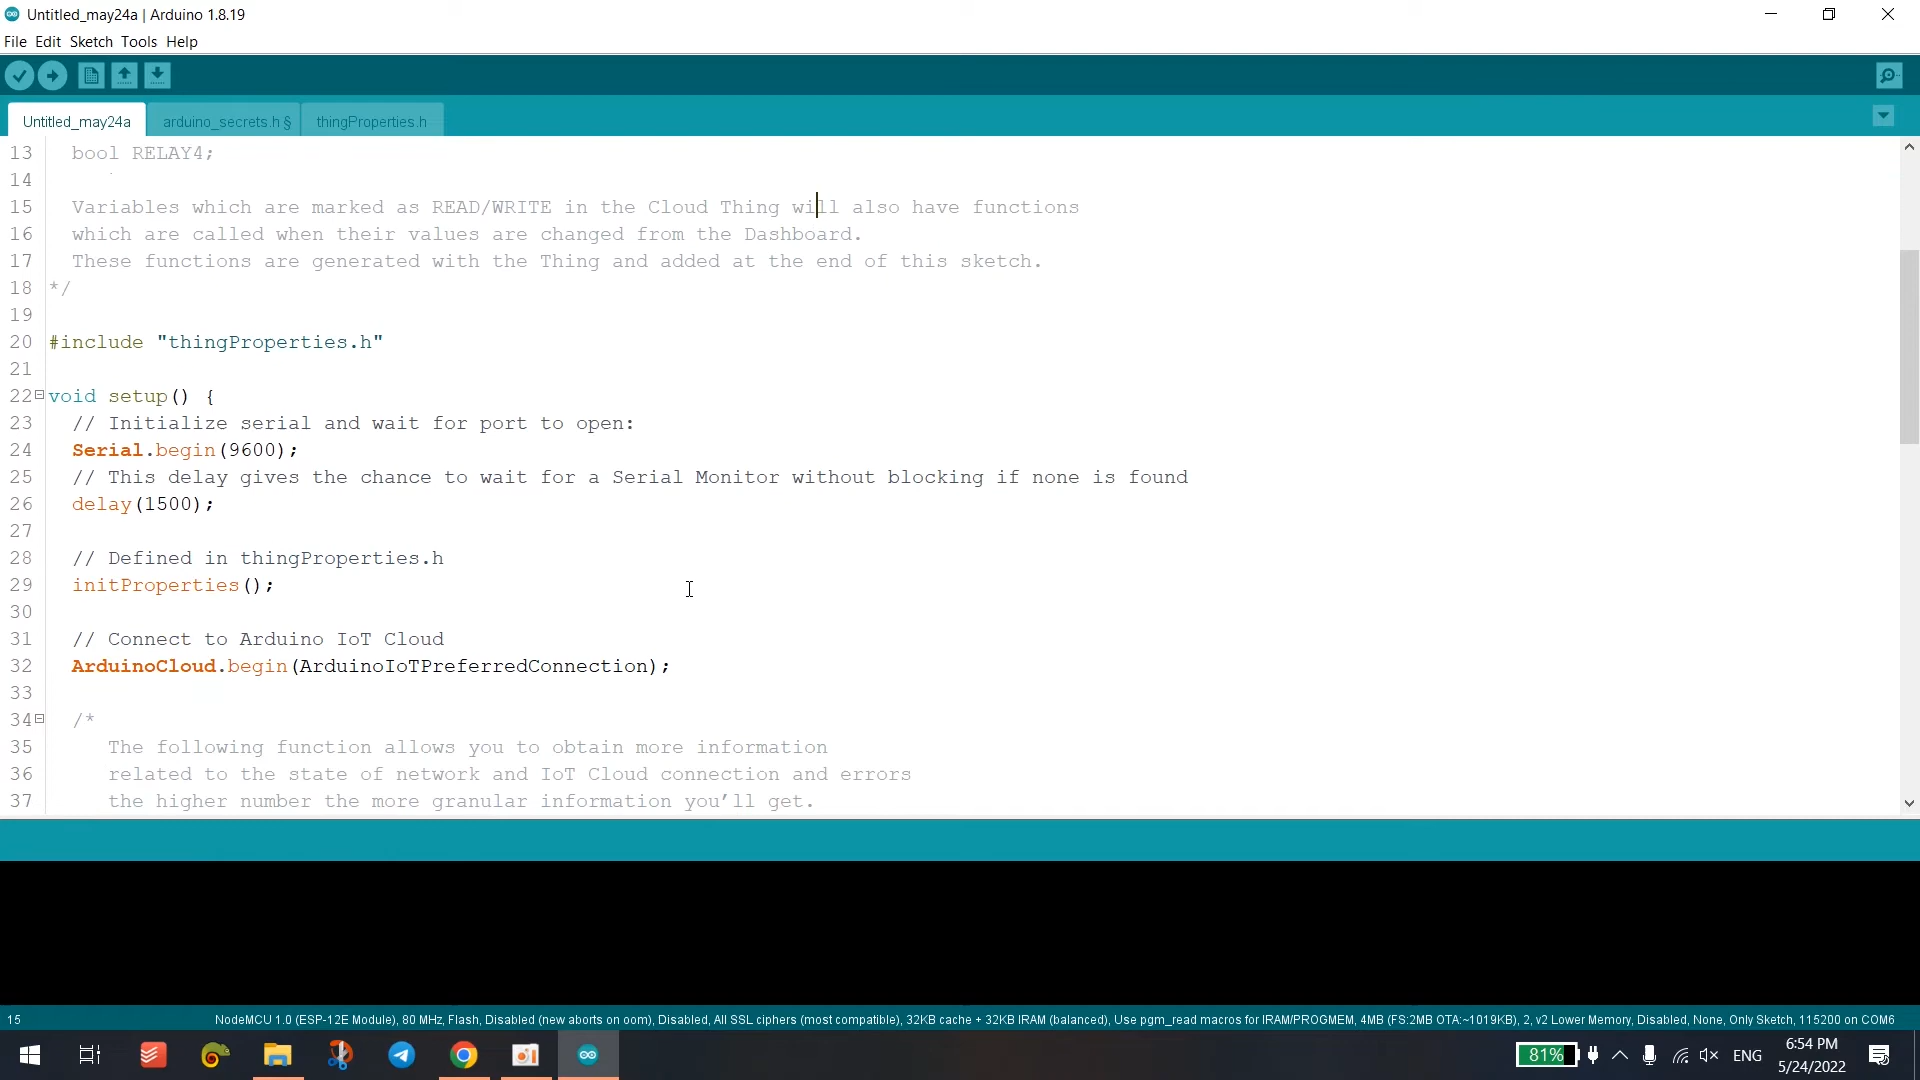 Untitled_may24a | Arduino 1.8.19
File Edit Sketch Tools Help
Untitled_may24a arduino_secrets.h § thingProperties.h
13 bool RELAY4;
14
15 Variables which are marked as READ/WRITE in the Cloud Thing will also have functions
16 which are called when their values are changed from the Dashboard.
17 These functions are generated with the Thing and added at the end of this sketch.
18 */
19
20 #include "thingProperties.h"
21
22 void setup() {
23 // Initialize serial and wait for port to open:
24 Serial.begin(9600);
25 // This delay gives the chance to wait for a Serial Monitor without blocking if none is found
26 delay(1500);
27
28 // Defined in thingProperties.h
29 initProperties();
30
31 // Connect to Arduino IoT Cloud
32 ArduinoCloud.begin(ArduinoIoTPreferredConnection);
33
34 /*
35 The following function allows you to obtain more information
36 related to the state of network and IoT Cloud connection and errors
37 the higher number the more granular information you’ll get.
15 NodeMCU 1.0 (ESP-12E Module), 80 MHz, Flash, Disabled (new aborts on oom), Disabled, All SSL ciphers (most compatible), 32KB cache + 32KB IRAM (balanced), Use pgm_read macros for IRAM/PROGMEM, 4MB (FS:2MB OTA:~1019KB), 2, v2 Lower Memory, Disabled, None, Only Sketch, 115200 on COM6
81% ENG 6:54 PM
5/24/2022